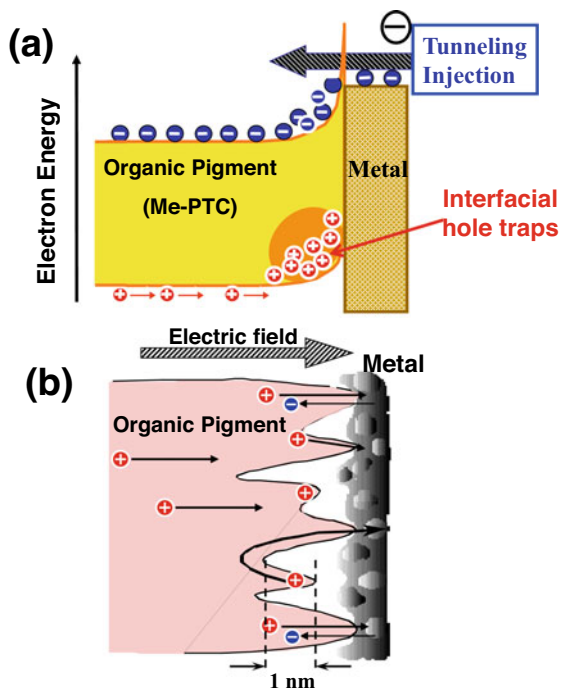 (a)
Tunneling
Injection
Organic Pigment
(Me-PTC)
Metal
Interfacial
hole traps
Electron Energy
Electric field
Metal
(b)
Organic Pigment
1 nm